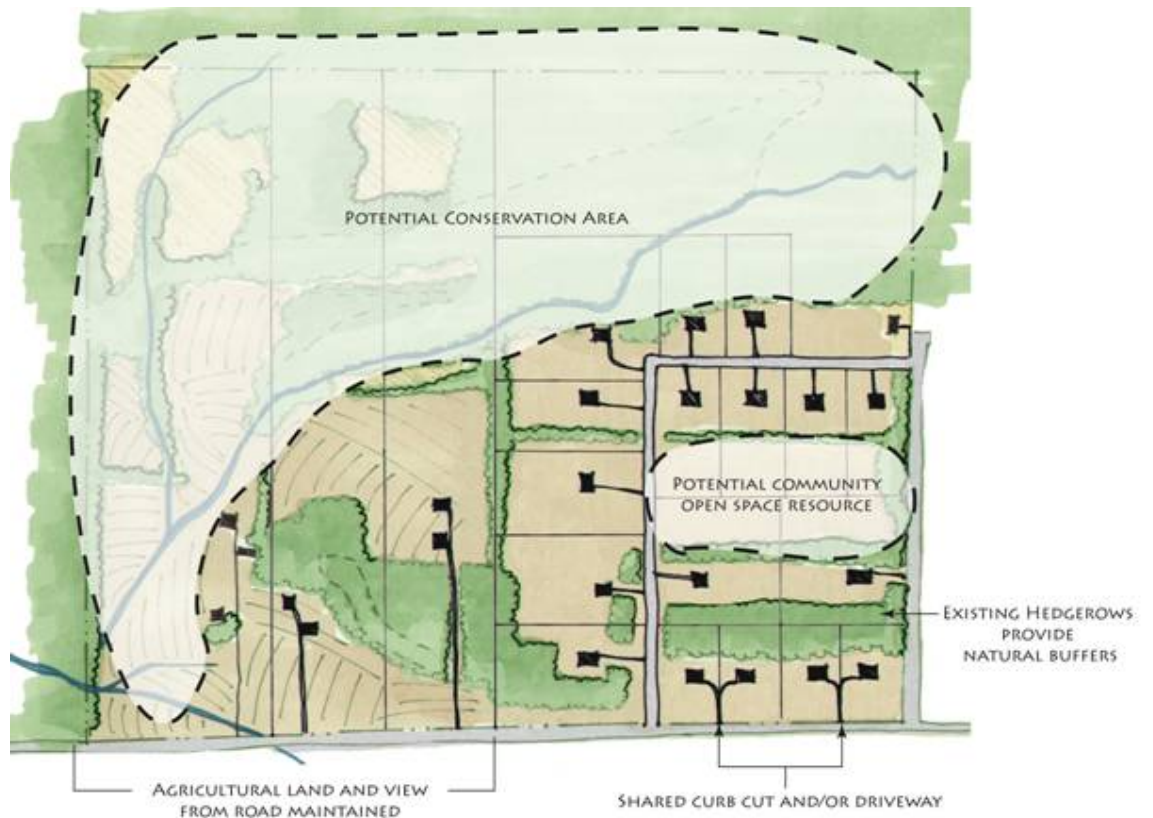 POTENTIAL CONSERVATION AREA
POTENTIAL COMMUNITY
OPEN SPACE RESOURCE
EXISTING HEDGEROWS
PROVIDE
NATURAL BUFFERS
AGRICULTURAL LAND AND VIEW
FROM ROAD MAINTAINED
SHARED CURB CUT AND/OR DRIVEWAY